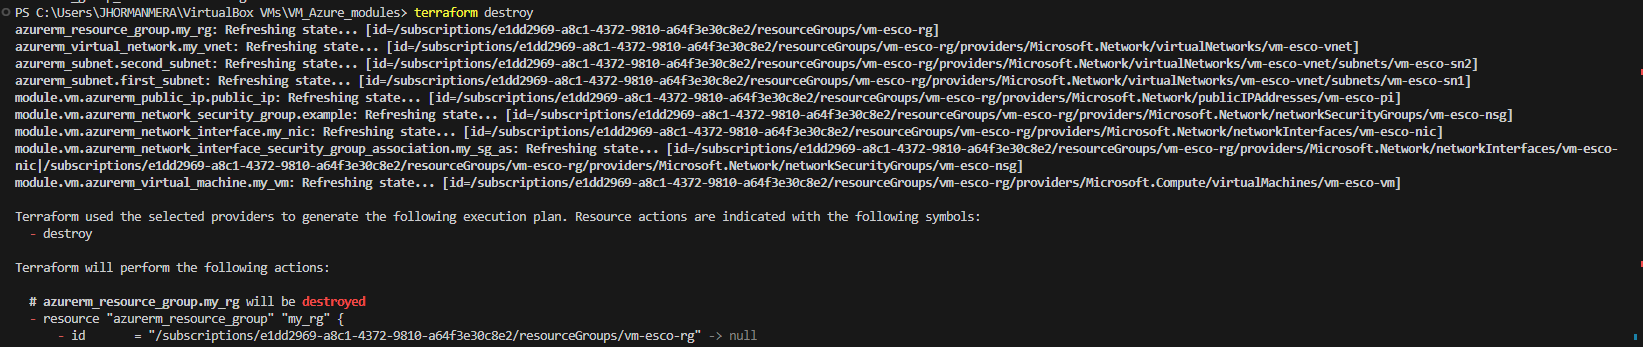 PS C:\Users\JHORMANMERA\VirtualBox VMs\VM_Azure_modules> terraform destroy
azurerm_resource_group.my_rg: Refreshing state... [id=/subscriptions/e1dd2969-a8c1-4372-9810-a64f3e30c8e2/resourceGroups/vm-esco-rg]
azurerm_virtual_network.my_vnet: Refreshing state... [id=/subscriptions/e1dd2969-a8c1-4372-9810-a64f3e30c8e2/resourceGroups/vm-esco-rg/providers/Microsoft.Network/virtualNetworks/vm-esco-vnet]
azurerm_subnet.second_subnet: Refreshing state... [id=/subscriptions/e1dd2969-a8c1-4372-9810-a64f3e30c8e2/resourceGroups/vm-esco-rg/providers/Microsoft.Network/virtualNetworks/vm-esco-vnet/subnets/vm-esco-sn2]
azurerm_subnet.first_subnet: Refreshing state... [id=/subscriptions/e1dd2969-a8c1-4372-9810-a64f3e30c8e2/resourceGroups/vm-esco-rg/providers/Microsoft.Network/virtualNetworks/vm-esco-vnet/subnets/vm-esco-sn1]
module.vm.azurerm_public_ip.public_ip: Refreshing state... [id=/subscriptions/e1dd2969-a8c1-4372-9810-a64f3e30c8e2/resourceGroups/vm-esco-rg/providers/Microsoft.Network/publicIPAddresses/vm-esco-pi]
module.vm.azurerm_network_security_group.example: Refreshing state... [id=/subscriptions/e1dd2969-a8c1-4372-9810-a64f3e30c8e2/resourceGroups/vm-esco-rg/providers/Microsoft.Network/networkSecurityGroups/vm-esco-nsg]
module.vm.azurerm_network_interface.my_nic: Refreshing state... [id=/subscriptions/e1dd2969-a8c1-4372-9810-a64f3e30c8e2/resourceGroups/vm-esco-rg/providers/Microsoft.Network/networkInterfaces/vm-esco-nic]
module.vm.azurerm_network_interface_security_group_association.my_sg_as: Refreshing state... [id=/subscriptions/e1dd2969-a8c1-4372-9810-a64f3e30c8e2/resourceGroups/vm-esco-rg/providers/Microsoft.Network/networkInterfaces/vm-esco-
nic|/subscriptions/e1dd2969-a8c1-4372-9810-a64f3e30c8e2/resourceGroups/vm-esco-rg/providers/Microsoft.Network/networkSecurityGroups/vm-esco-nsg]
module.vm.azurerm_virtual_machine.my_vm: Refreshing state... [id=/subscriptions/e1dd2969-a8c1-4372-9810-a64f3e30c8e2/resourceGroups/vm-esco-rg/providers/Microsoft.Compute/virtualMachines/vm-esco-vm]
Terraform used the selected providers to generate the following execution plan. Resource actions are indicated with the following symbols:
- destroy
Terraform will perform the following actions:
# azurerm_resource_group.my_rg will be destroyed
- resource "azurerm_resource_group" "my_rg" {
- id = "/subscriptions/e1dd2969-a8c1-4372-9810-a64f3e30c8e2/resourceGroups/vm-esco-rg" -> null